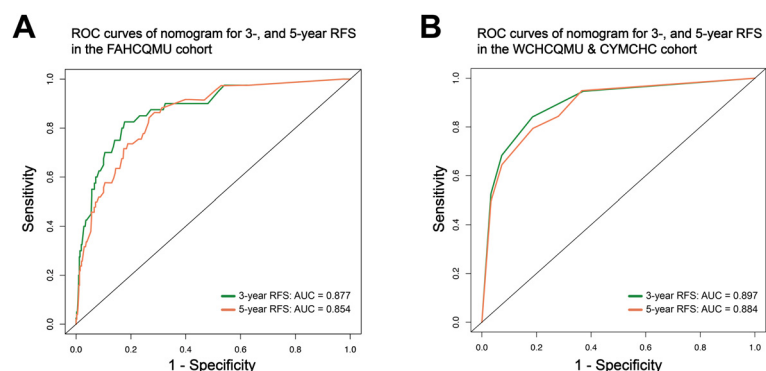 A
ROC curves of nomogram for 3-, and 5-year RFS
in the FAHCQMU cohort
Sensitivity
1.0
0.8
0.6
0.4
0.2
0.0
3-year RFS: AUC = 0.877
5-year RFS: AUC = 0.854
0.0 0.2 0.4 0.6 0.8 1.0
1 - Specificity
B
ROC curves of nomogram for 3-, and 5-year RFS
in the WCHCQMU & CYMCHC cohort
Sensitivity
1.0
0.8
0.6
0.4
0.2
0.0
3-year RFS: AUC = 0.897
5-year RFS: AUC = 0.884
0.0 0.2 0.4 0.6 0.8 1.0
1 - Specificity